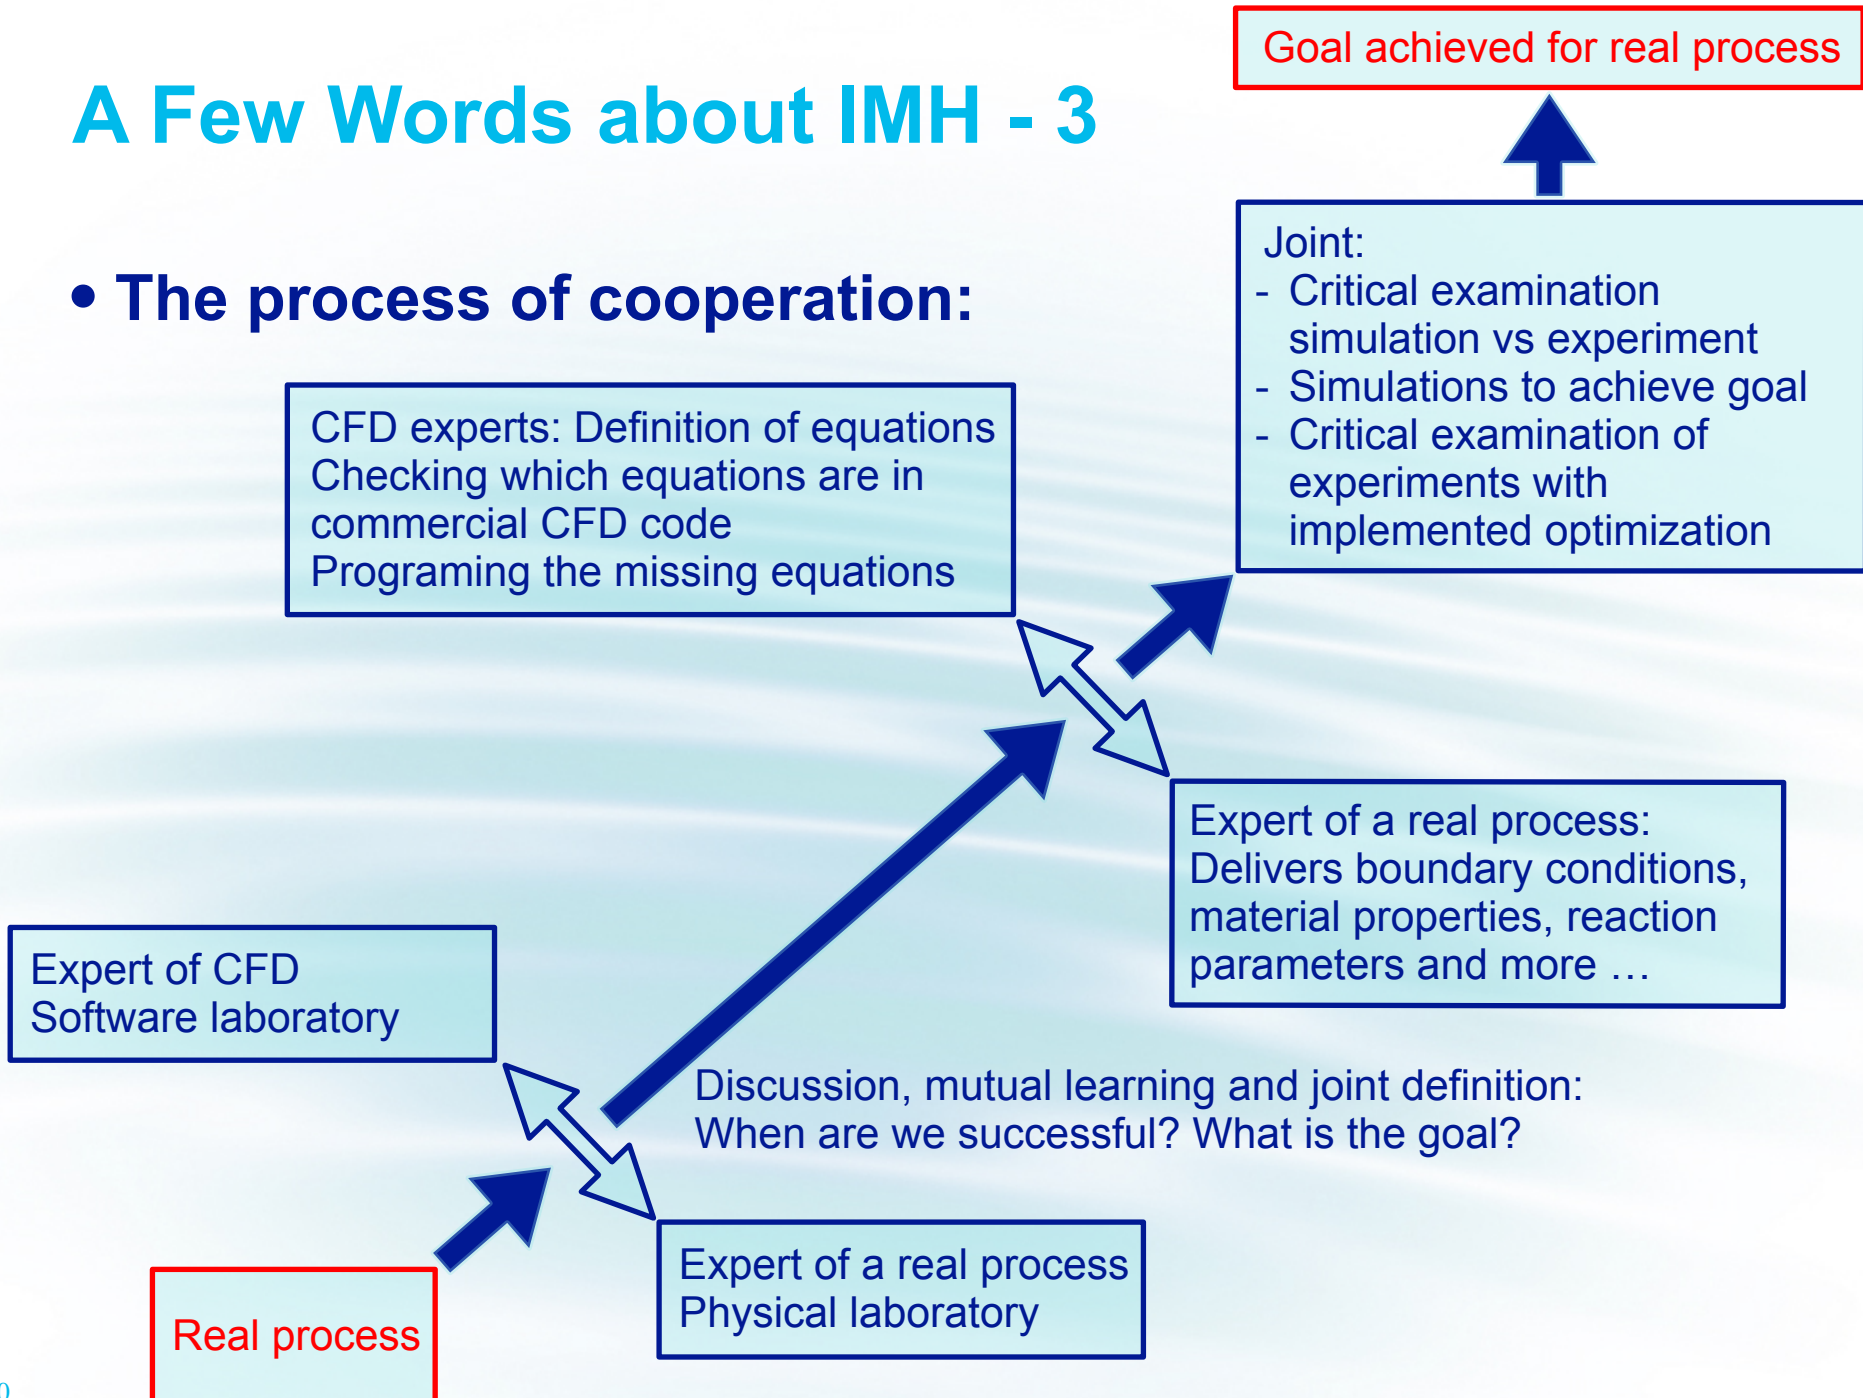 Goal achieved for real process
A Few Words about IMH - 3
• The process of cooperation:
Joint:
- Critical examination
simulation vs experiment
- Simulations to achieve goal
- Critical examination of
experiments with
implemented optimization
CFD experts: Definition of equations
Checking which equations are in
commercial CFD code
Programing the missing equations
Expert of a real process:
Delivers boundary conditions,
material properties, reaction
parameters and more …
Expert of CFD
Software laboratory
Discussion, mutual learning and joint definition:
When are we successful? What is the goal?
Expert of a real process
Physical laboratory
Real process